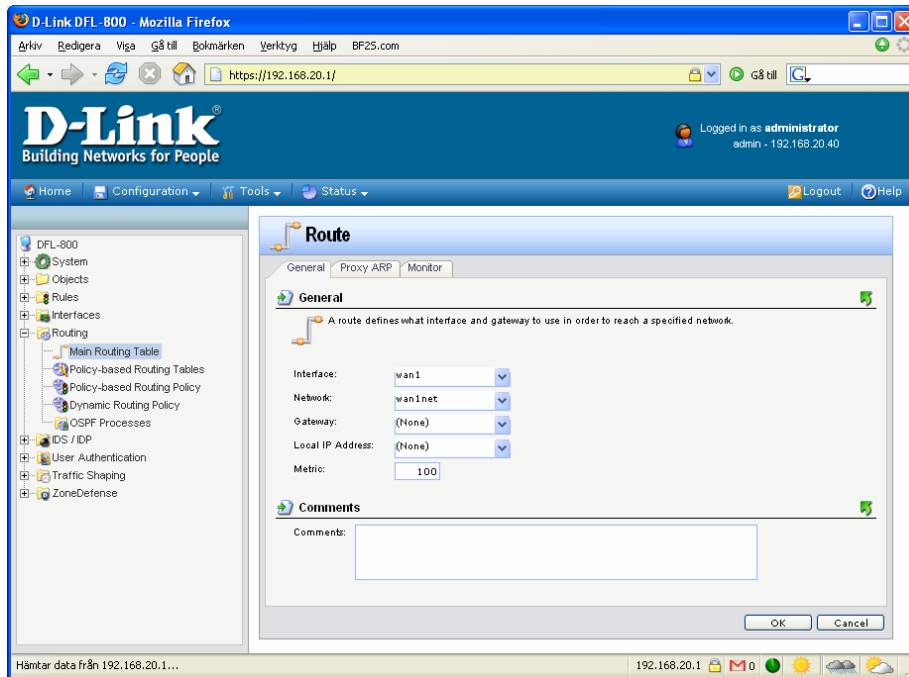 D-Link DFL-800 - Mozilla Firefox
Arkiv Redigera Visa Gå till Bokmärken Verktyg Hjälp BF2S.com
https://192.168.20.1/ Gå till G
D-Link®
Building Networks for People
Logged in as administrator
admin - 192.168.20.40
Home Configuration Tools Status Logout Help
DFL-800
System
Objects
Rules
Interfaces
Routing
Main Routing Table
Policy-based Routing Tables
Policy-based Routing Policy
Dynamic Routing Policy
OSPF Processes
IDS / IDP
User Authentication
Traffic Shaping
ZoneDefense
Route
General Proxy ARP Monitor
General
A route defines what interface and gateway to use in order to reach a specified network.
Interface: wan1
Network: wan1net
Gateway: (None)
Local IP Address: (None)
Metric: 100
Comments
Comments:
OK Cancel
Hämtar data från 192.168.20.1... 192.168.20.1 0